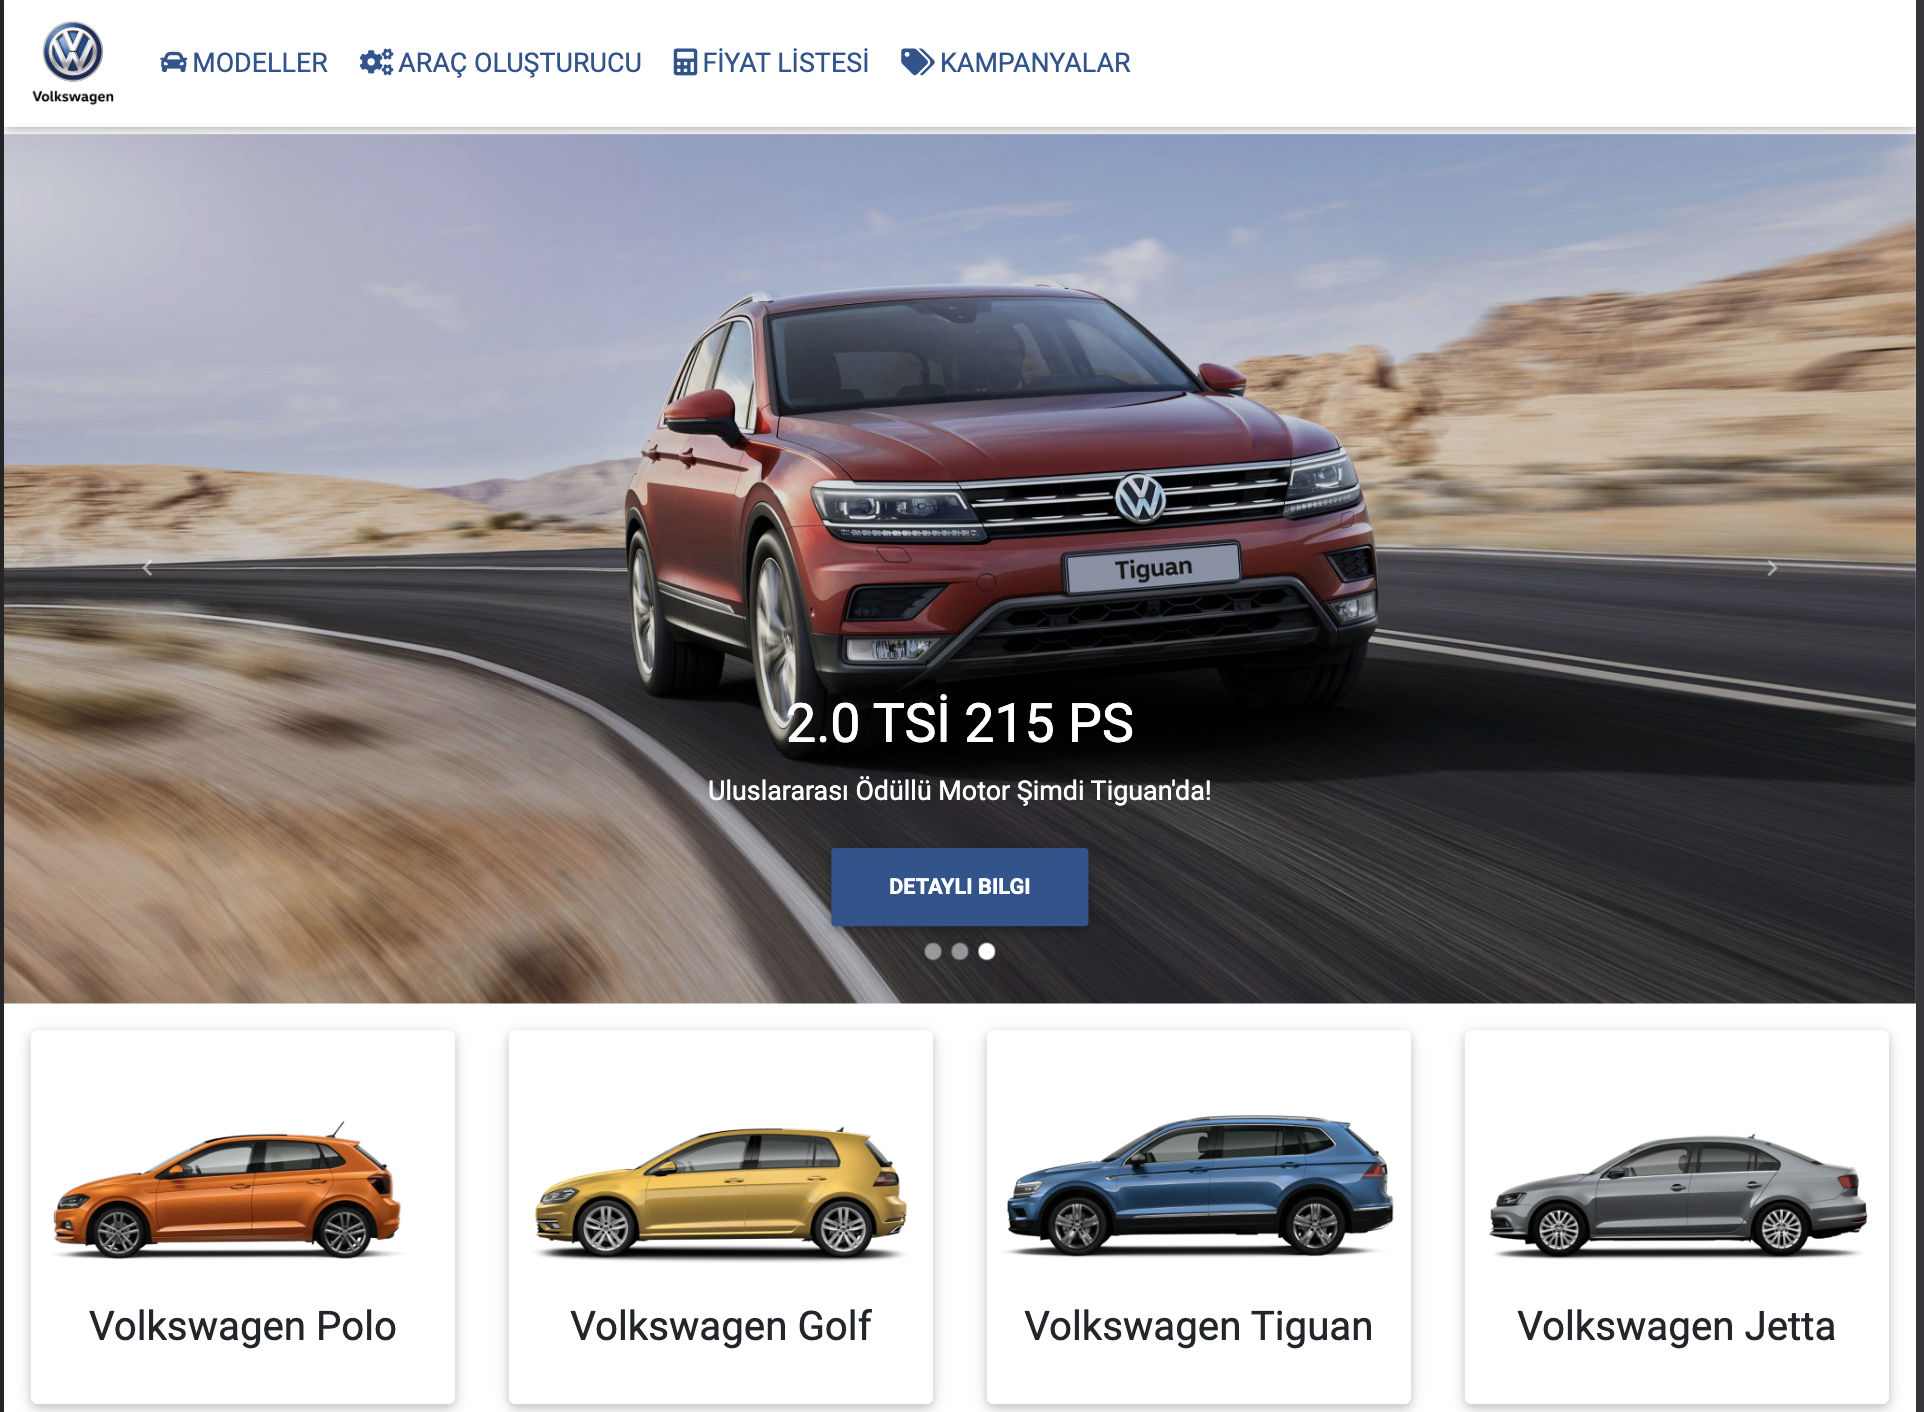 Volkswagen
MODELLER
ARAÇ OLUŞTURUCU
FİYAT LİSTESİ
KAMPANYALAR
Tiguan
2.0 TSİ 215 PS
Uluslararası Ödüllü Motor Şimdi Tiguan'da!
DETAYLI BILGI
Volkswagen Polo
Volkswagen Golf
Volkswagen Tiguan
Volkswagen Jetta